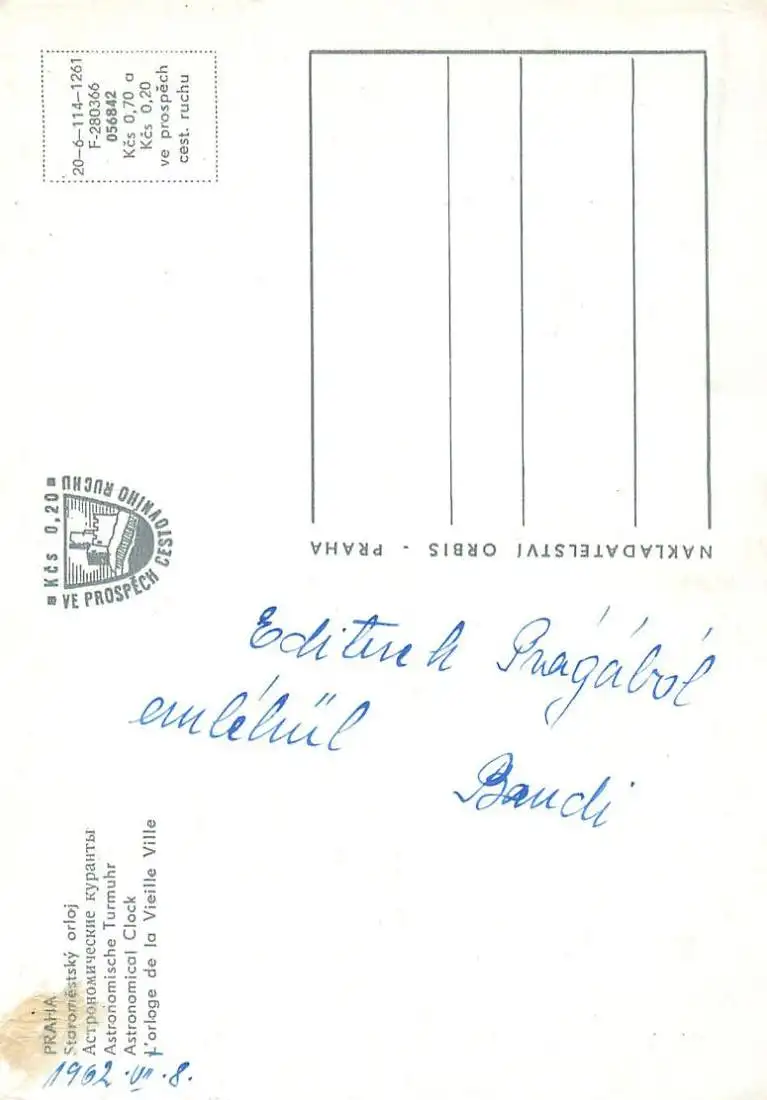 20–6–114–1261
F-280366
056842
Kčs 0,70 a
Kčs 0,20
ve prospěch
cest. ruchu
Kčs 0,20
VE PROSPĚCH CESTOVNÍHO RUCHU
NAKLADATELSTVÍ ORBIS - PRAHA
Editnek Prágából
emlékül
Bandi
PRAHA
Staroměstský orloj
Астрономические куранты
Astronomische Turmuhr
Astronomical Clock
L'orloge de la Vieille Ville
1962. VII. 8.